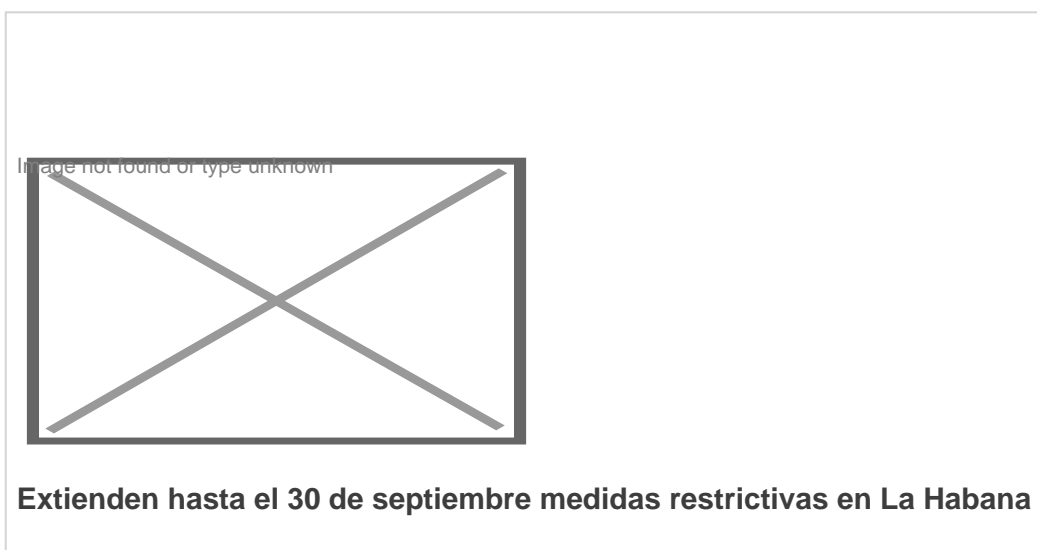 Image not found or type unknown
Extienden hasta el 30 de septiembre medidas restrictivas en La Habana